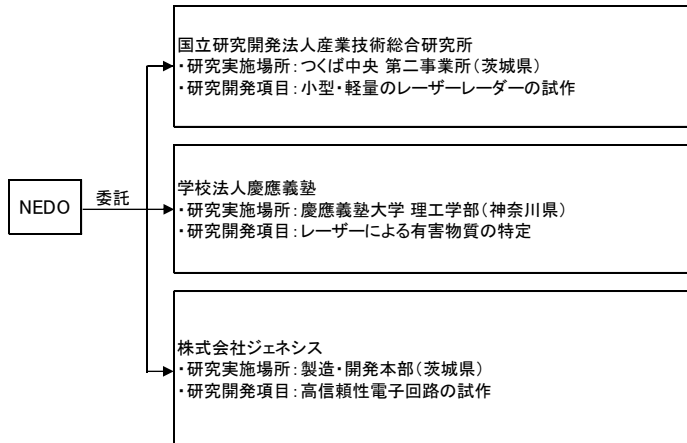 国立研究開発法人産業技術総合研究所
・研究実施場所：つくば中央 第二事業所（茨城県）
・研究開発項目：小型・軽量のレーザーレーダーの試作
NEDO
委託
学校法人慶應義塾
・研究実施場所：慶應義塾大学 理工学部（神奈川県）
・研究開発項目：レーザーによる有害物質の特定
株式会社ジェネシス
・研究実施場所：製造・開発本部（茨城県）
・研究開発項目：高信頼性電子回路の試作